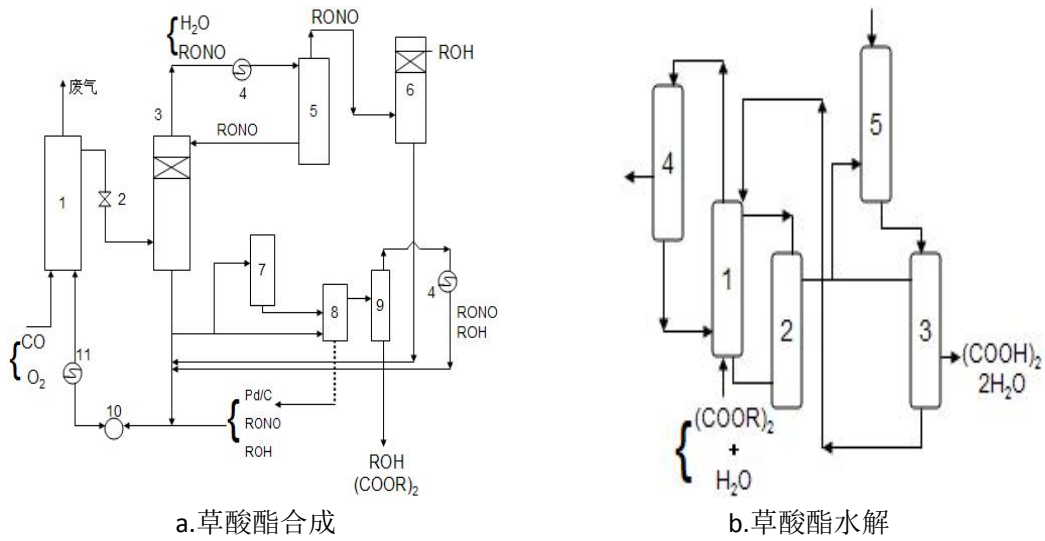 H₂O
RONO
RONO
ROH
废气
3
4
6
5
RONO
1
2
7
8
9
4
RONO
ROH
CO
O₂
11
10
Pd/C
RONO
ROH
ROH
(COOR)₂
a.草酸酯合成
5
4
1
2
3
(COOH)₂
2H₂O
(COOR)₂
+
H₂O
b.草酸酯水解